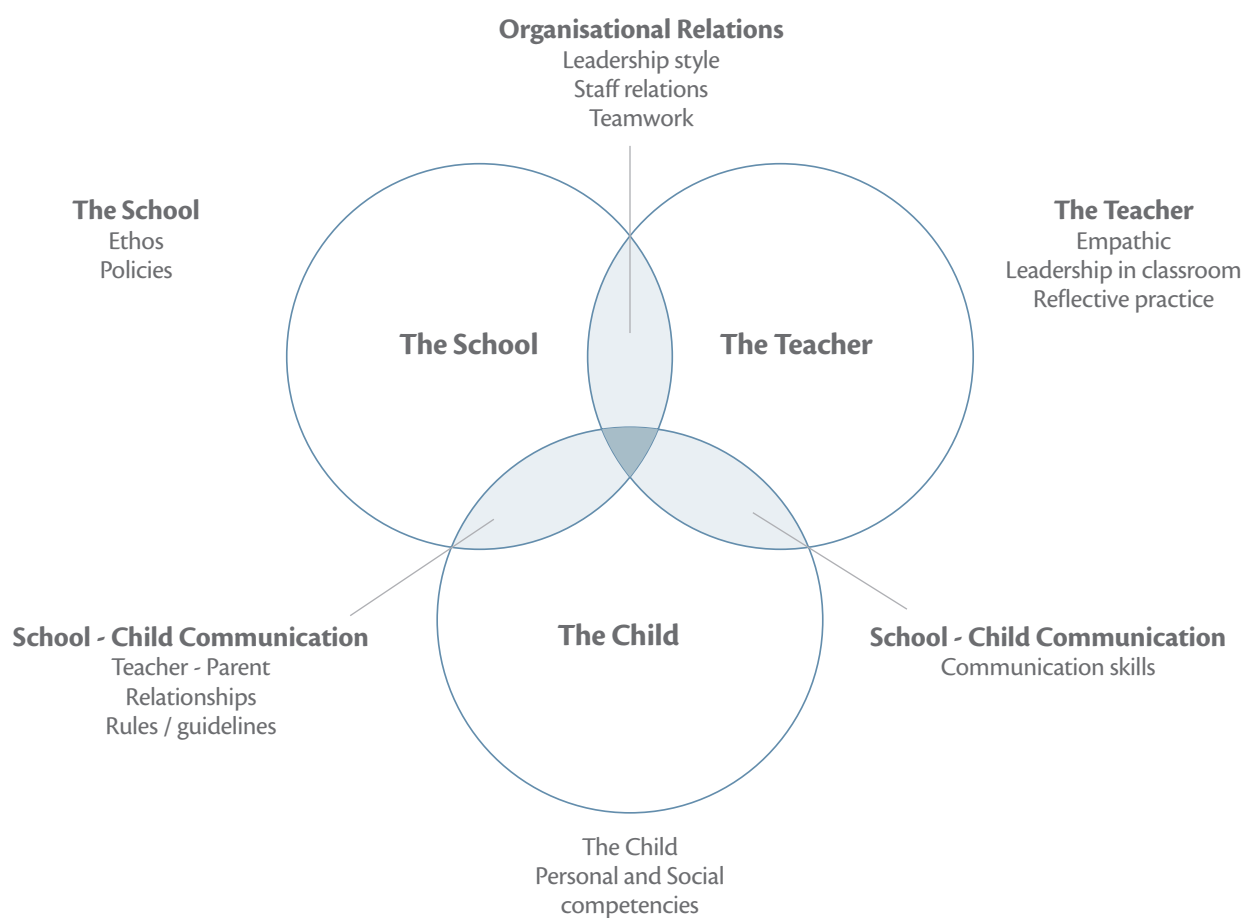 Organisational Relations
Leadership style
Staff relations
Teamwork
The School
Ethos
Policies
The Teacher
Empathic
Leadership in classroom
Reflective practice
The School
The Teacher
School - Child Communication
Teacher - Parent
Relationships
Rules / guidelines
The Child
School - Child Communication
Communication skills
The Child
Personal and Social
competencies